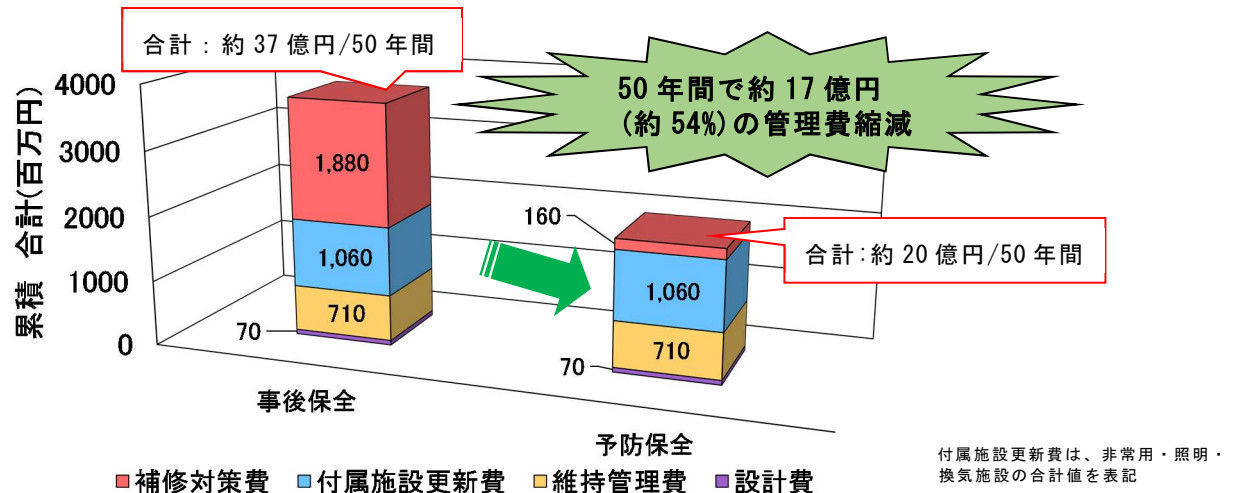 合計：約 37 億円/50 年間
50 年間で約 17 億円
(約 54%)の管理費縮減
累積 合計(百万円)
4000
3000
2000
1000
0
1,880
1,060
710
70
160
1,060
710
70
合計：約 20 億円/50 年間
事後保全
予防保全
補修対策費 付属施設更新費 維持管理費 設計費
付属施設更新費は、非常用・照明・
換気施設の合計値を表記